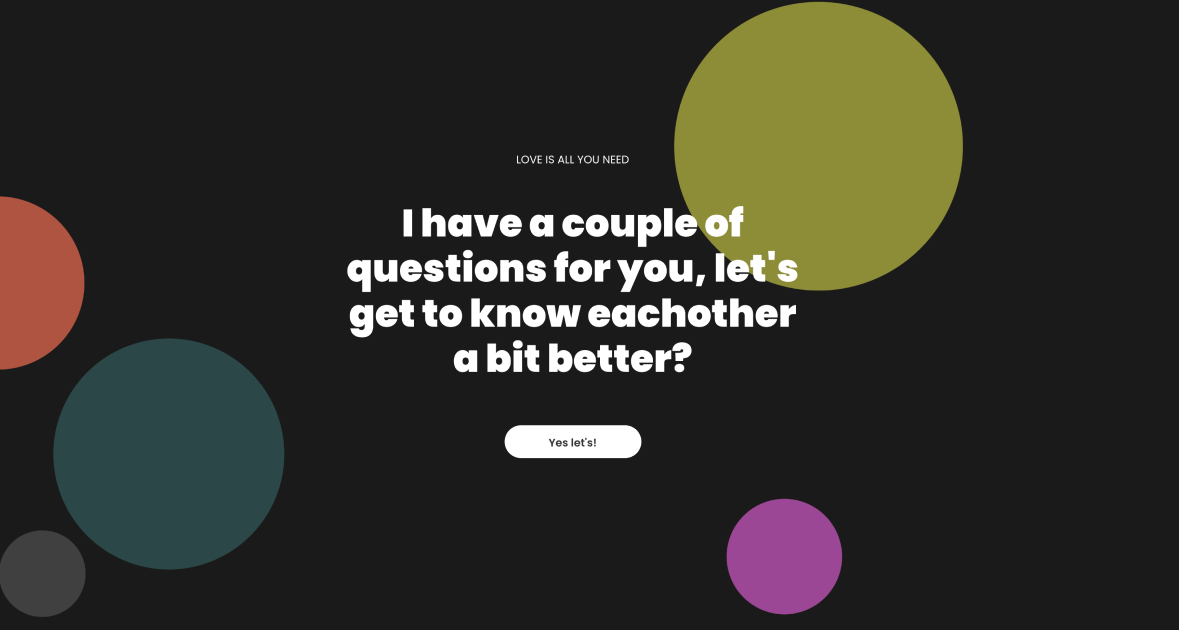 LOVE IS ALL YOU NEED
I have a couple of
questions for you, let's
get to know eachother
a bit better?
Yes let's!